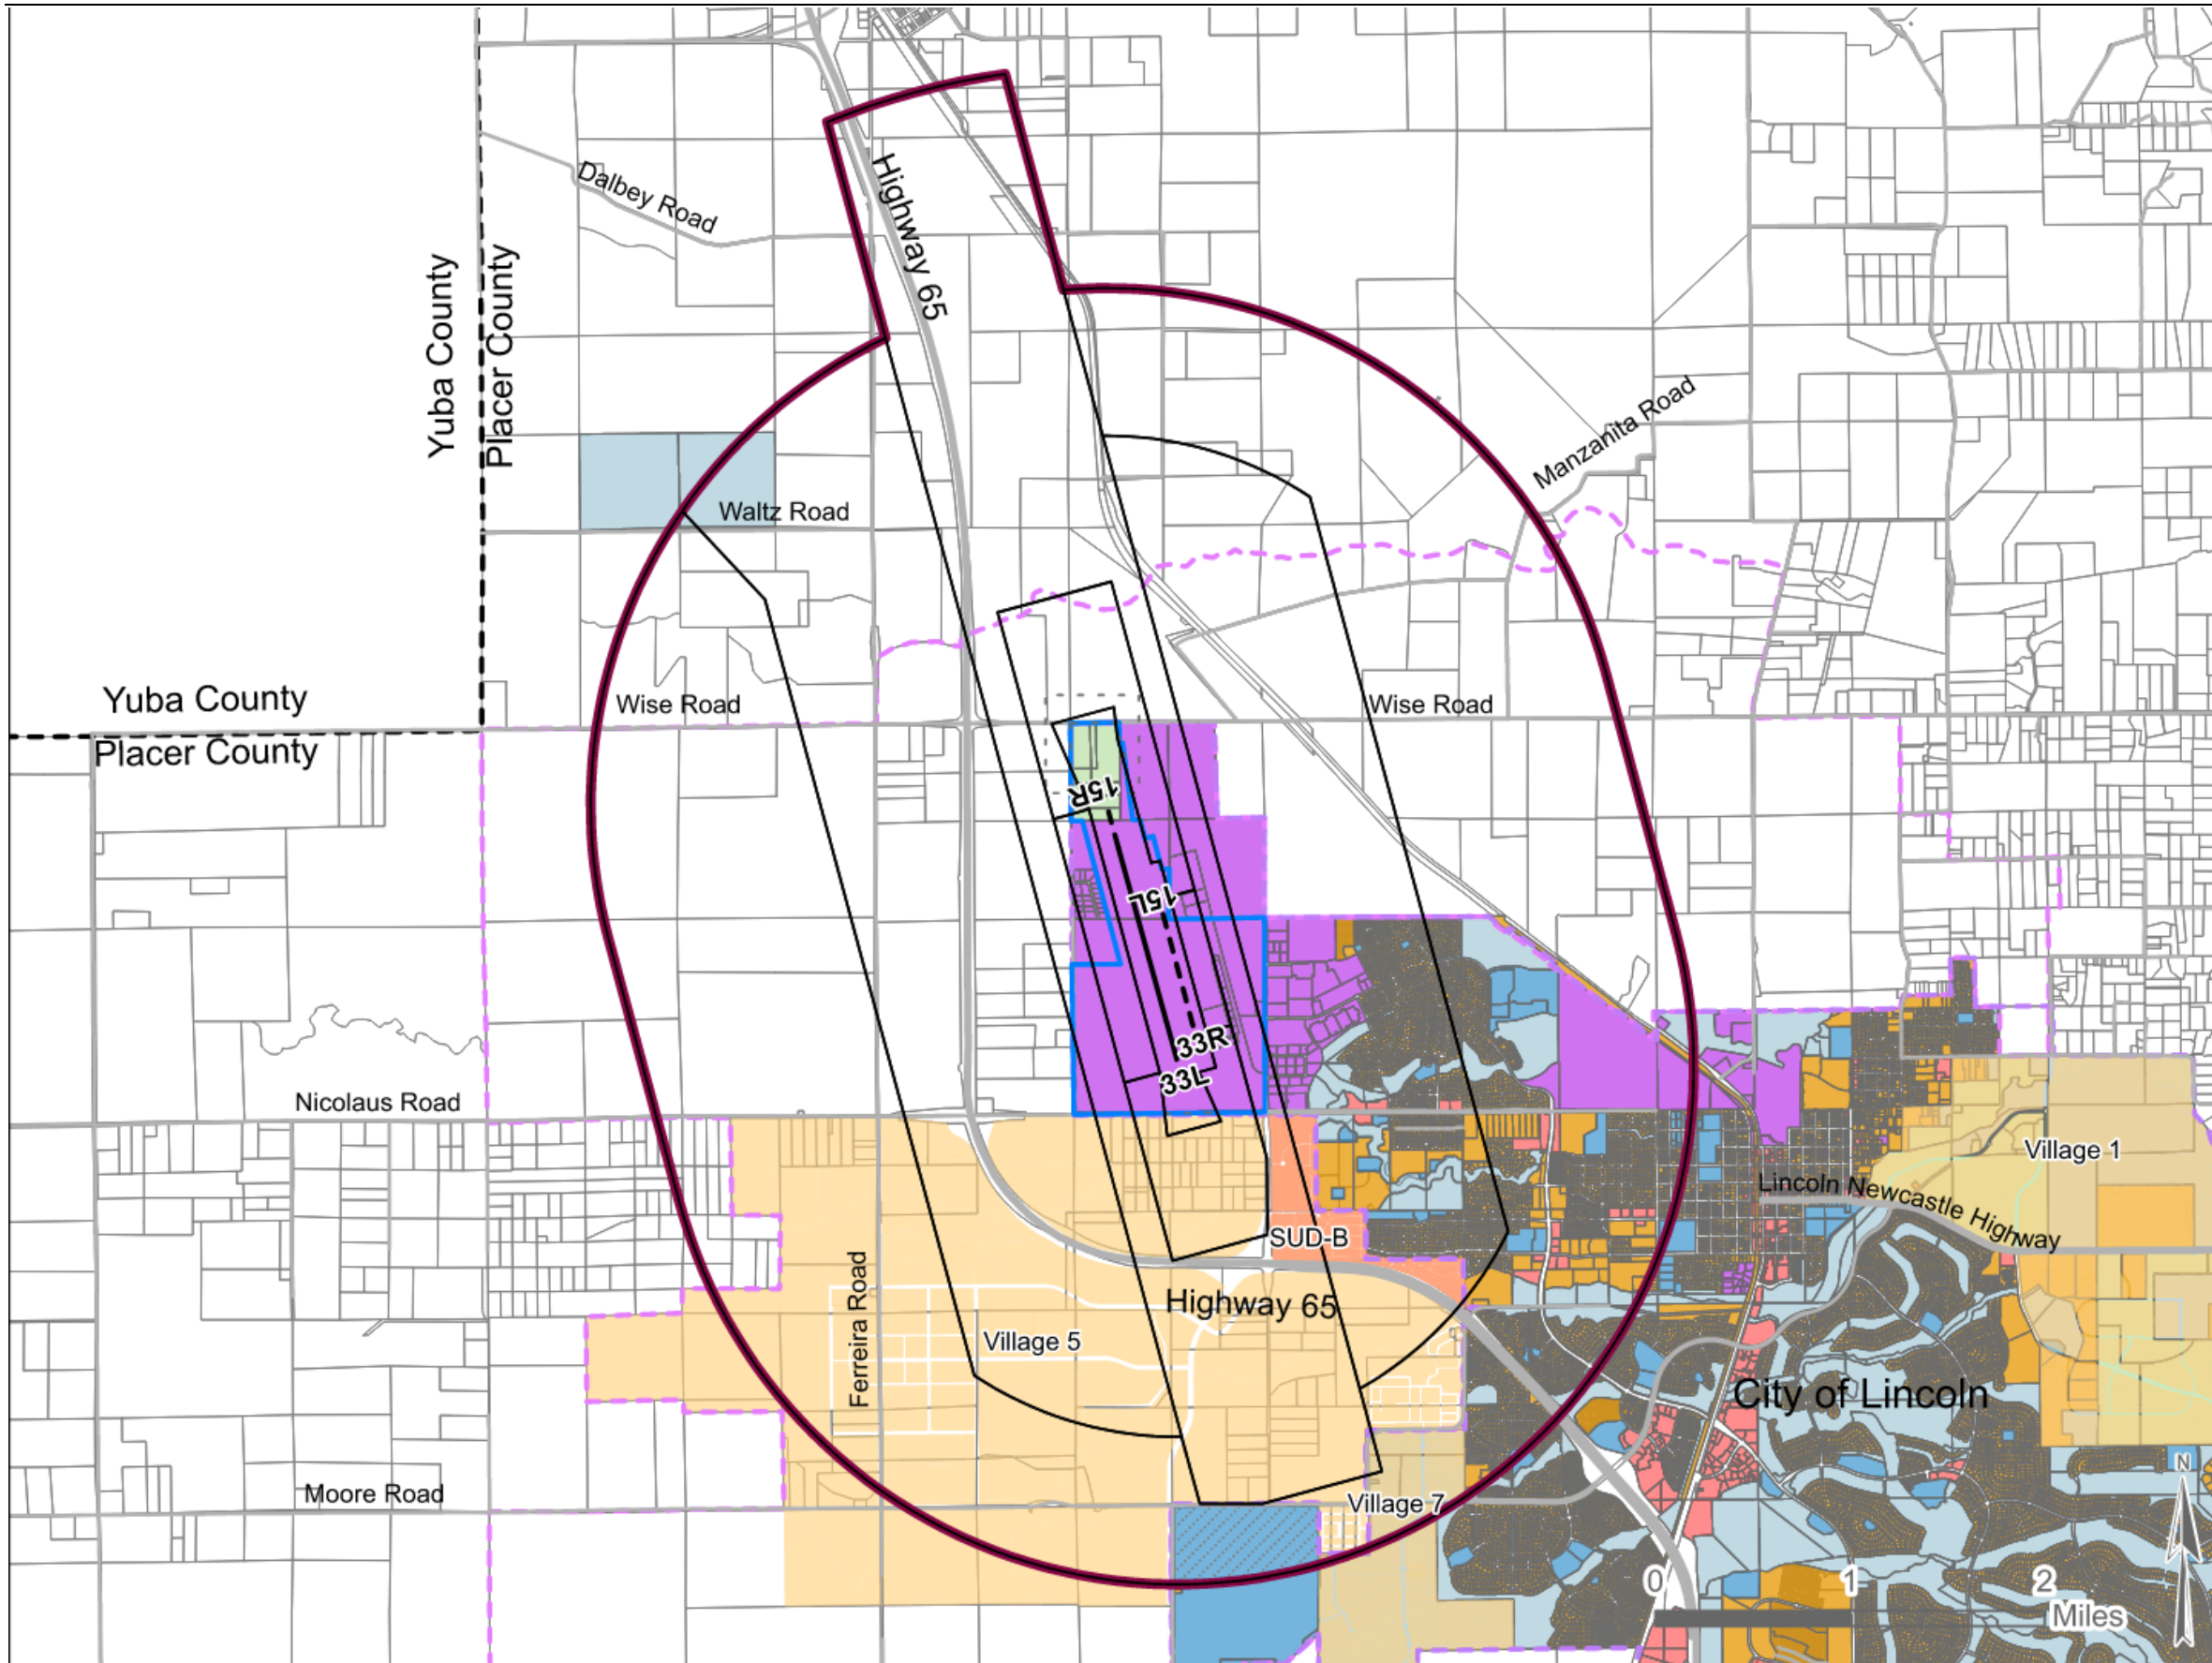 Dalbey Road
Highway 65
Yuba County
Placer County
Manzanita Road
Waltz Road
Yuba County
Placer County
Wise Road
Wise Road
15R
15L
33R
33L
Nicolaus Road
Village 1
Lincoln Newcastle Highway
SUD-B
Highway 65
Ferreira Road
Village 5
City of Lincoln
Moore Road
Village 7
N
0 1 2
Miles